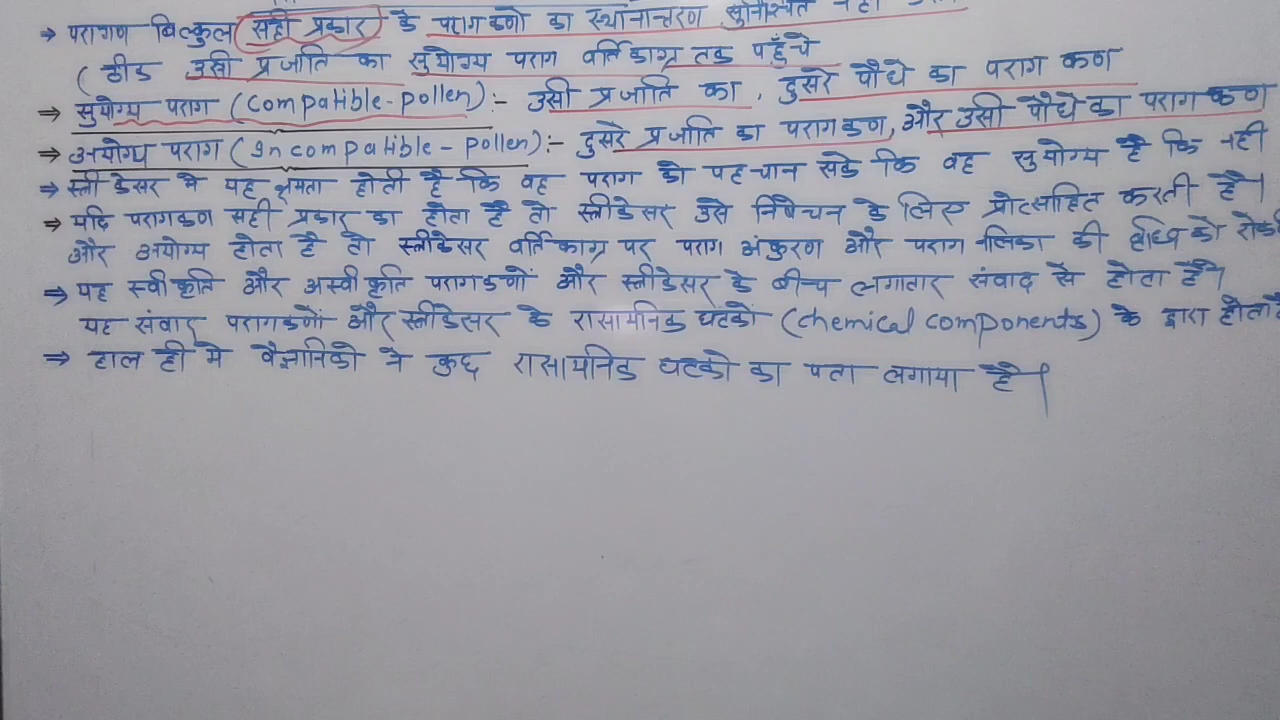 → परागण बिल्कुल सही प्रकार के परागकणों का स्थानान्तरण सुनिश्चित नही
( ठीक उसी प्रजाति का सुयोग्य पराग वर्तिकाग्र तक पहुँचे
⇒ सुयोग्य पराग (Compatible-pollen):- उसी प्रजाति का, दुसरे पौधे का पराग कण
⇒ अयोग्य पराग (Incompatible-pollen):- दुसरे प्रजाति का परागकण, और उसी पौधे का परागकण
⇒ स्त्रीकेसर मे यह क्षमता होती है कि वह पराग को पहचान सके कि वह सुयोग्य है कि नही
⇒ यदि परागकण सही प्रकार का होता है तो स्त्रीकेसर उसे निषेचन के लिए प्रोत्साहित करती है।
और अयोग्य होता है तो स्त्रीकेसर वर्तिकाग्र पर पराग अंकुरण और पराग नलिका की वृध्दि को
⇒ यह स्वीकृति और अस्वीकृति परागकणों और स्त्रीकेसर के बीच लगातार संवाद से होता है।
यह संवाद परागकणों और स्त्रीकेसर के रासायनिक घटकों (chemical components) के द्वारा होता है
⇒ हाल ही मे वैज्ञानिको ने कुछ रासायनिक घटको का पता लगाया है।